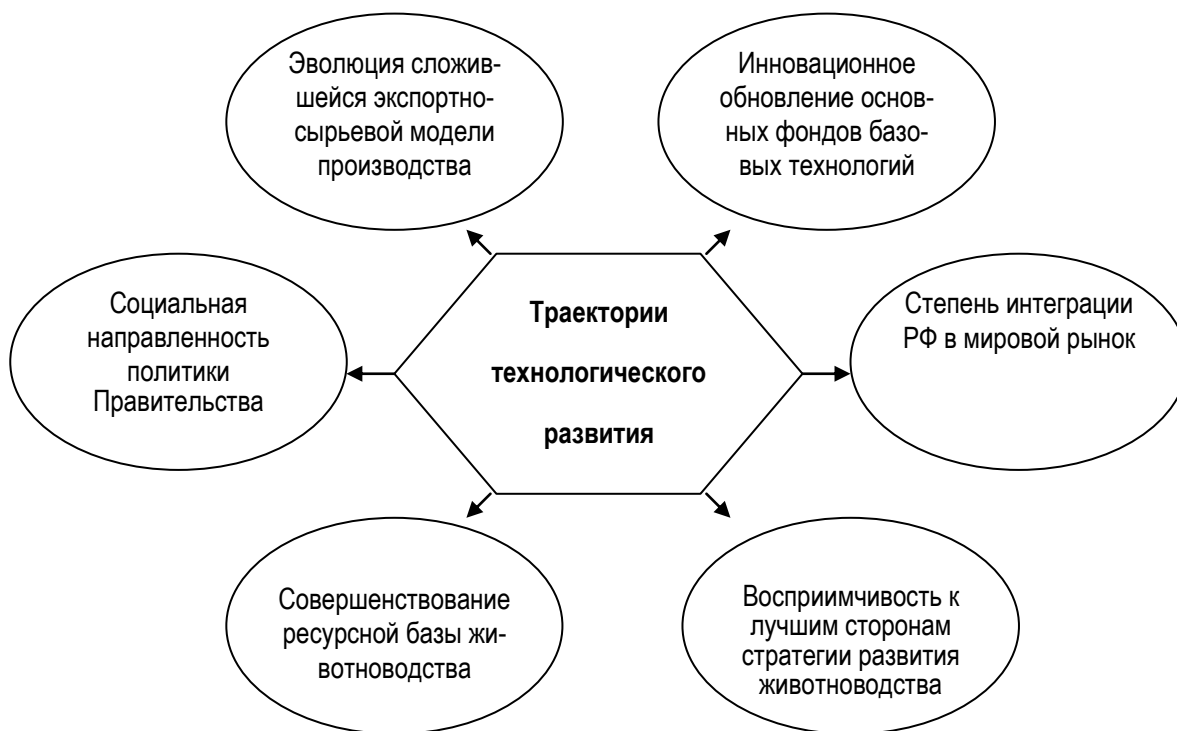 Эволюция сложив-
шейся экспортно-
сырьевой модели
производства
Инновационное
обновление основ-
ных фондов базо-
вых технологий
Социальная
направленность
политики
Правительства
Траектории
технологического
развития
Степень интеграции
РФ в мировой рынок
Совершенствование
ресурсной базы жи-
вотноводства
Восприимчивость к
лучшим сторонам
стратегии развития
животноводства